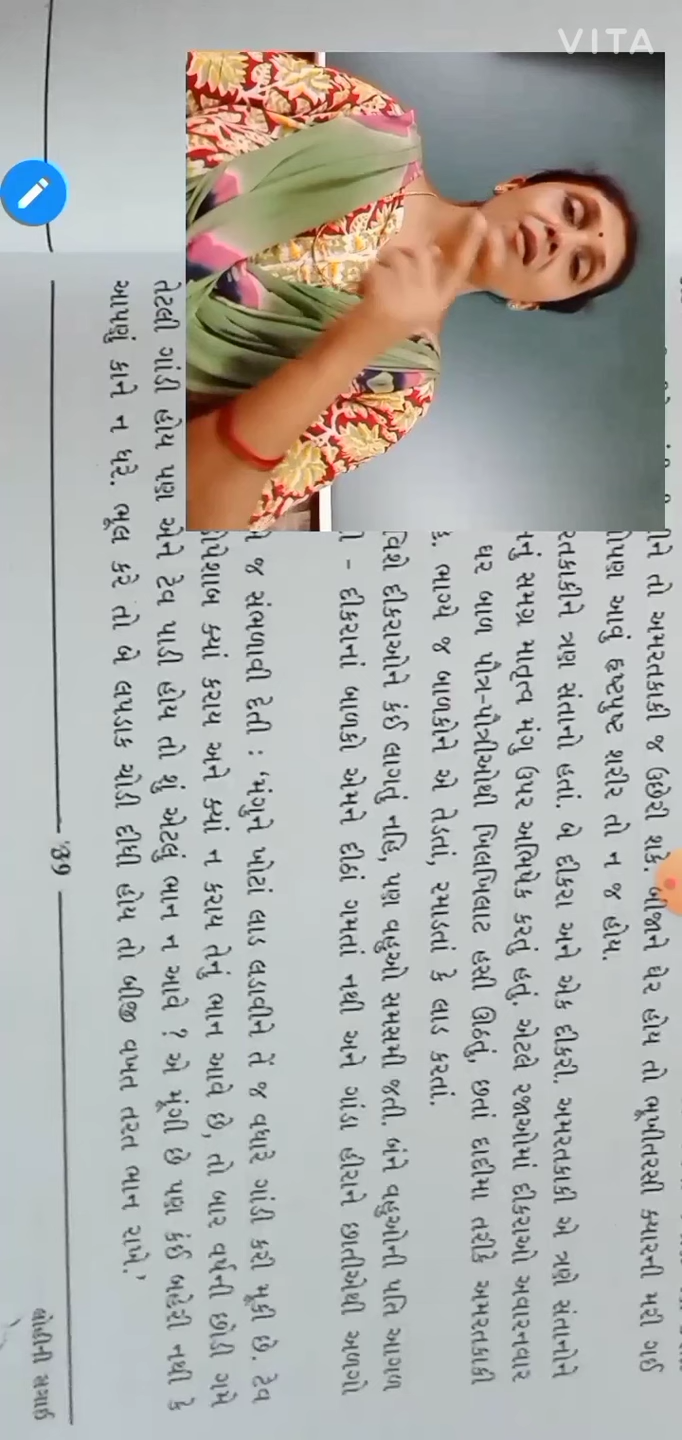 VITA
ીને તો અમરતકાકી જ ઉછેરી શકે. બીજાને ઘેર હોય તો ભૂખીતરસી ક્યારની મરી ગઈ
ોપણ આવું હૃષ્ટપુષ્ટ શરીર તો ન જ હોય.
રતકાકીને ત્રણ સંતાનો હતાં. બે દીકરા અને એક દીકરી. અમરતકાકી એ ત્રણે સંતાનોને
નું સમગ્ર માતૃત્વ મંગુ ઉપર અભિષેક કરતું હતું, એટલે રજાઓમાં દીકરાઓ અવારનવાર
ઘર બાળ પૌત્ર-પૌત્રીઓથી ખિલખિલાટ હસી ઊઠતું, છતાં દાદીમા તરીકે અમરતકાકી
ભાગ્યે જ બાળકોને એ તેડતાં, રમાડતાં કે લાડ કરતાં.
વિશે દીકરાઓને કંઈ લાગતું નહિ, પણ વહુઓ સમસમી જતી. બંને વહુઓની પતિ આગળ
ી - દીકરાનાં બાળકો એમને દીઠાં ગમતાં નથી અને ગાંડા હીરાને છાતીએથી અળગો
જ સંભળાવી દેતી : ‘મંગુને ખોટાં લાડ લડાવીને તેં જ વધારે ગાંડી કરી મૂકી છે. ટેવ
ોપેશાબ ક્યાં કરાય અને ક્યાં ન કરાય તેનું ભાન આવે છે, તો બાર વર્ષની છોડી ગમે
તેટલી ગાંડી હોય પણ એને ટેવ પાડી હોય તો શું એટલું ભાન ન આવે ? એ મૂંગી છે પણ કંઈ બહેરી નથી કે
આપણું કાને ન ધરે. ભૂલ કરે તો બે લપડાક ચોડી દીધી હોય તો બીજી વખત તરત ભાન રાખે.’
39
લોહીની સગાઈ